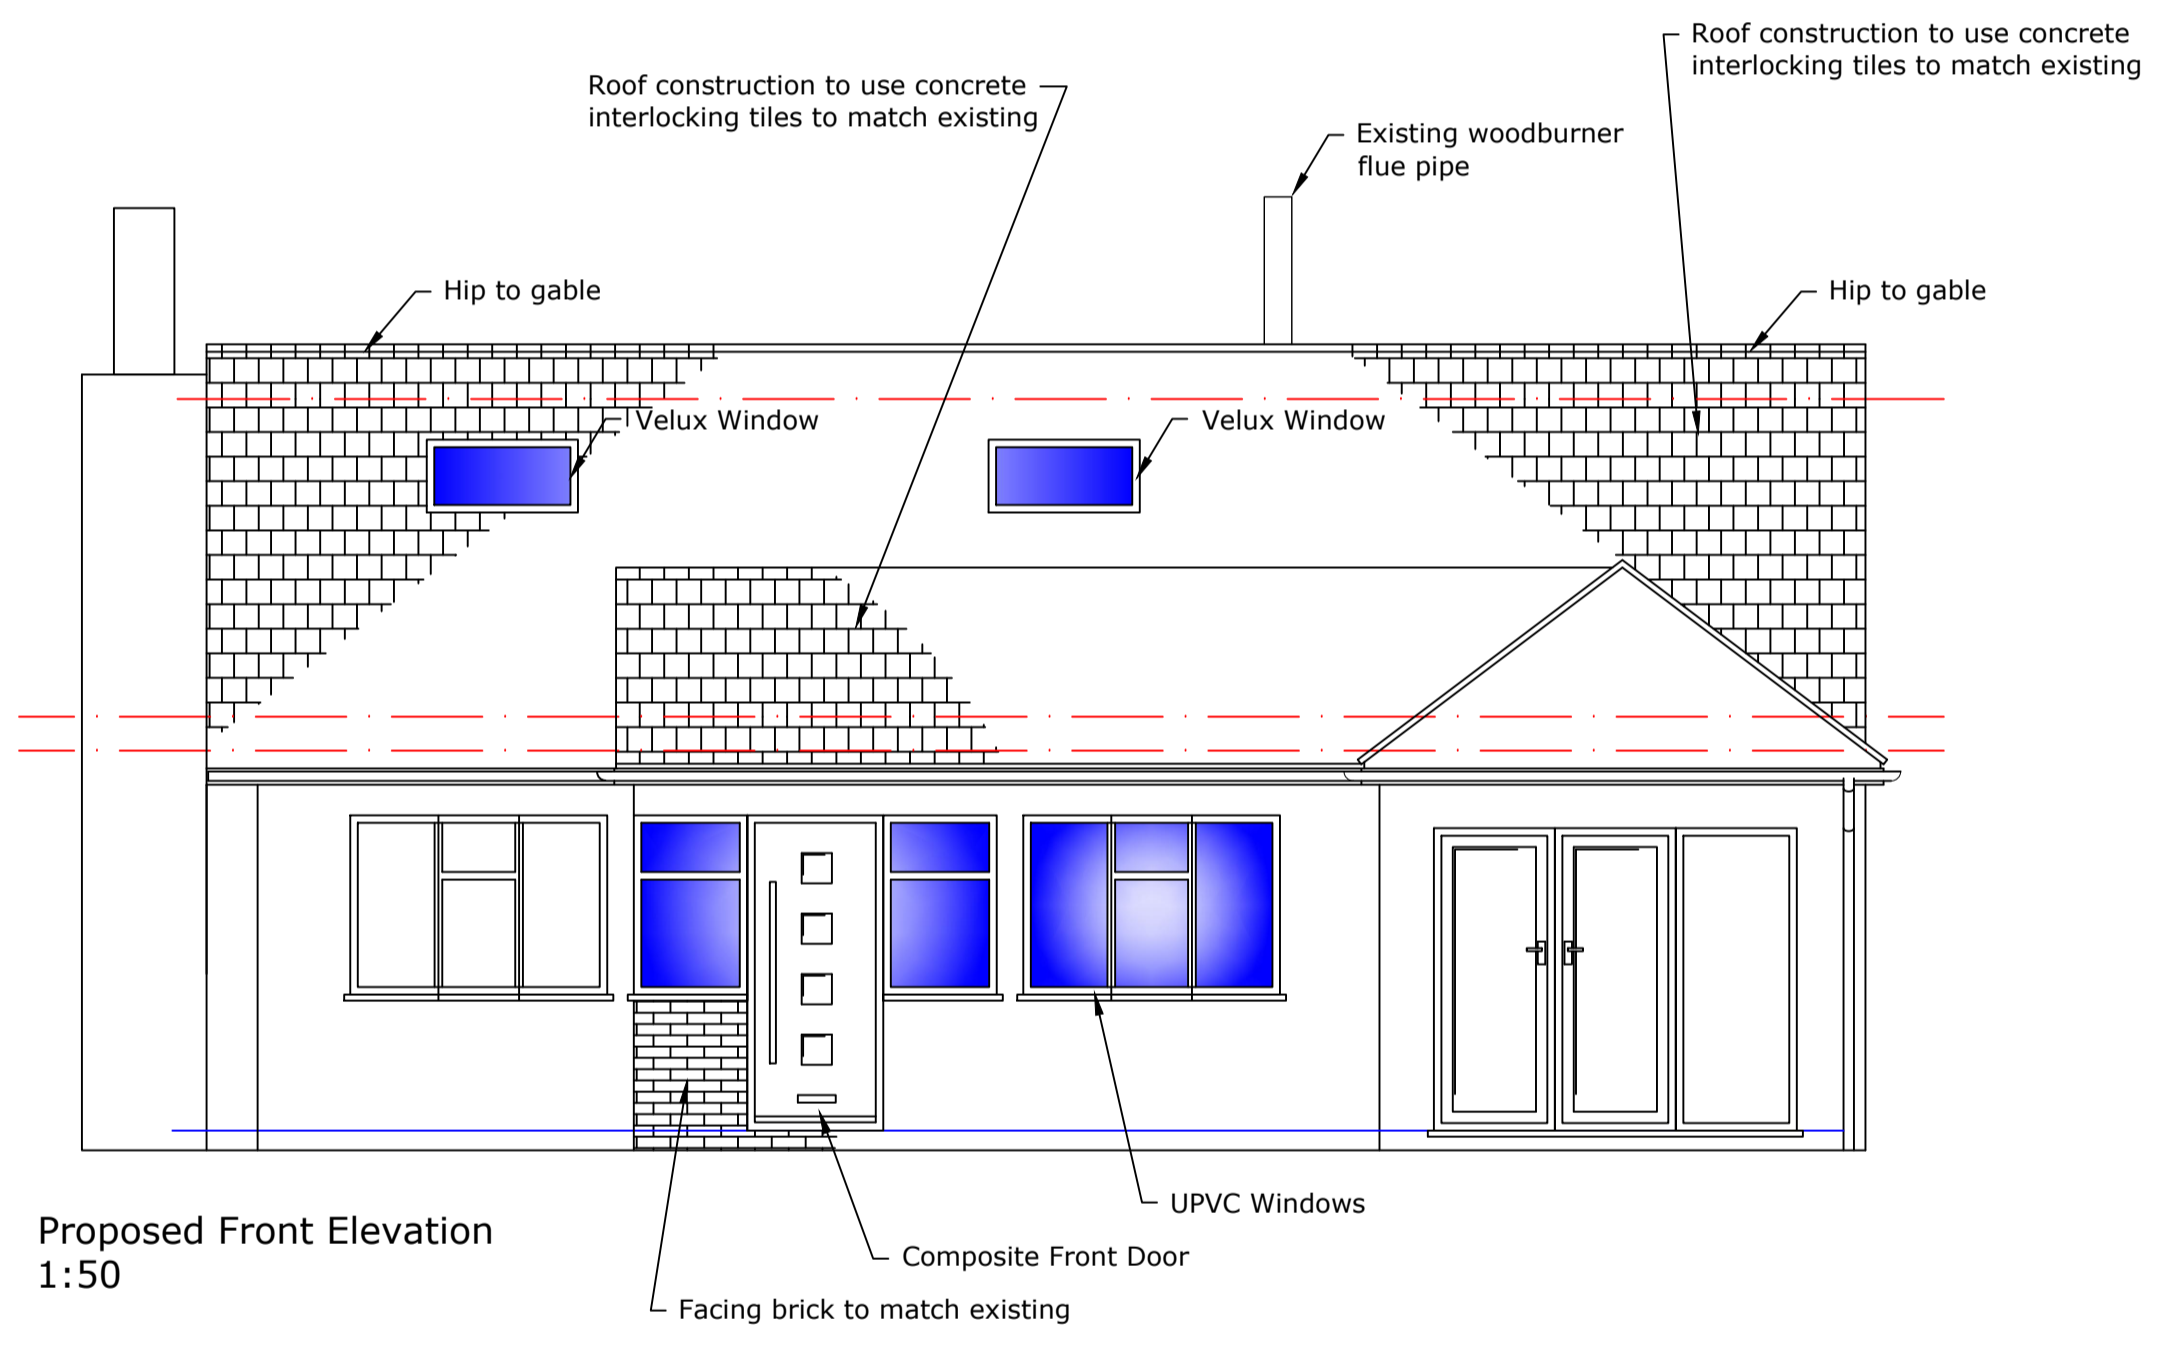 Roof construction to use concrete
interlocking tiles to match existing
Roof construction to use concrete
interlocking tiles to match existing
Existing woodburner
flue pipe
Hip to gable
Hip to gable
Velux Window
Velux Window
UPVC Windows
Proposed Front Elevation
1:50
Composite Front Door
Facing brick to match existing